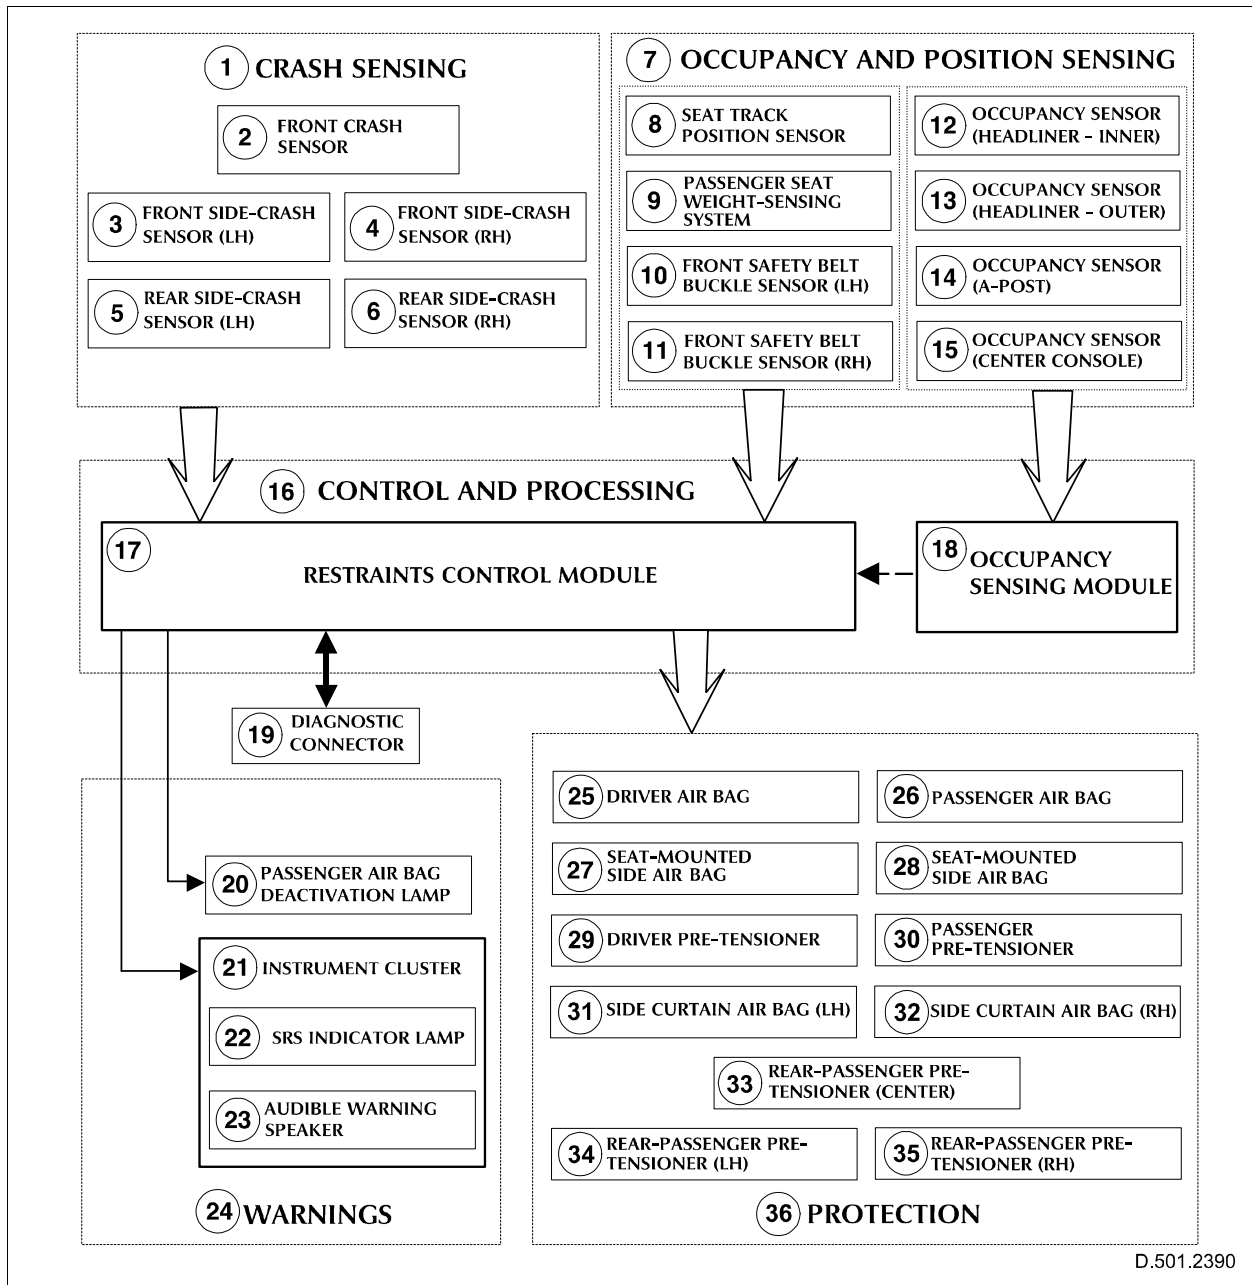 1 CRASH SENSING
2 FRONT CRASH
SENSOR
3 FRONT SIDE-CRASH
SENSOR (LH)
4 FRONT SIDE-CRASH
SENSOR (RH)
5 REAR SIDE-CRASH
SENSOR (LH)
6 REAR SIDE-CRASH
SENSOR (RH)
7 OCCUPANCY AND POSITION SENSING
8 SEAT TRACK
POSITION SENSOR
9 PASSENGER SEAT
WEIGHT-SENSING
SYSTEM
10 FRONT SAFETY BELT
BUCKLE SENSOR (LH)
11 FRONT SAFETY BELT
BUCKLE SENSOR (RH)
12 OCCUPANCY SENSOR
(HEADLINER - INNER)
13 OCCUPANCY SENSOR
(HEADLINER - OUTER)
14 OCCUPANCY SENSOR
(A-POST)
15 OCCUPANCY SENSOR
(CENTER CONSOLE)
16 CONTROL AND PROCESSING
17
RESTRAINTS CONTROL MODULE
18 OCCUPANCY
SENSING MODULE
19 DIAGNOSTIC
CONNECTOR
20 PASSENGER AIR BAG
DEACTIVATION LAMP
21 INSTRUMENT CLUSTER
22 SRS INDICATOR LAMP
23 AUDIBLE WARNING
SPEAKER
24 WARNINGS
25 DRIVER AIR BAG
26 PASSENGER AIR BAG
27 SEAT-MOUNTED
SIDE AIR BAG
28 SEAT-MOUNTED
SIDE AIR BAG
29 DRIVER PRE-TENSIONER
30 PASSENGER
PRE-TENSIONER
31 SIDE CURTAIN AIR BAG (LH)
32 SIDE CURTAIN AIR BAG (RH)
33 REAR-PASSENGER PRE-
TENSIONER (CENTER)
34 REAR-PASSENGER PRE-
TENSIONER (LH)
35 REAR-PASSENGER PRE-
TENSIONER (RH)
36 PROTECTION
D.501.2390